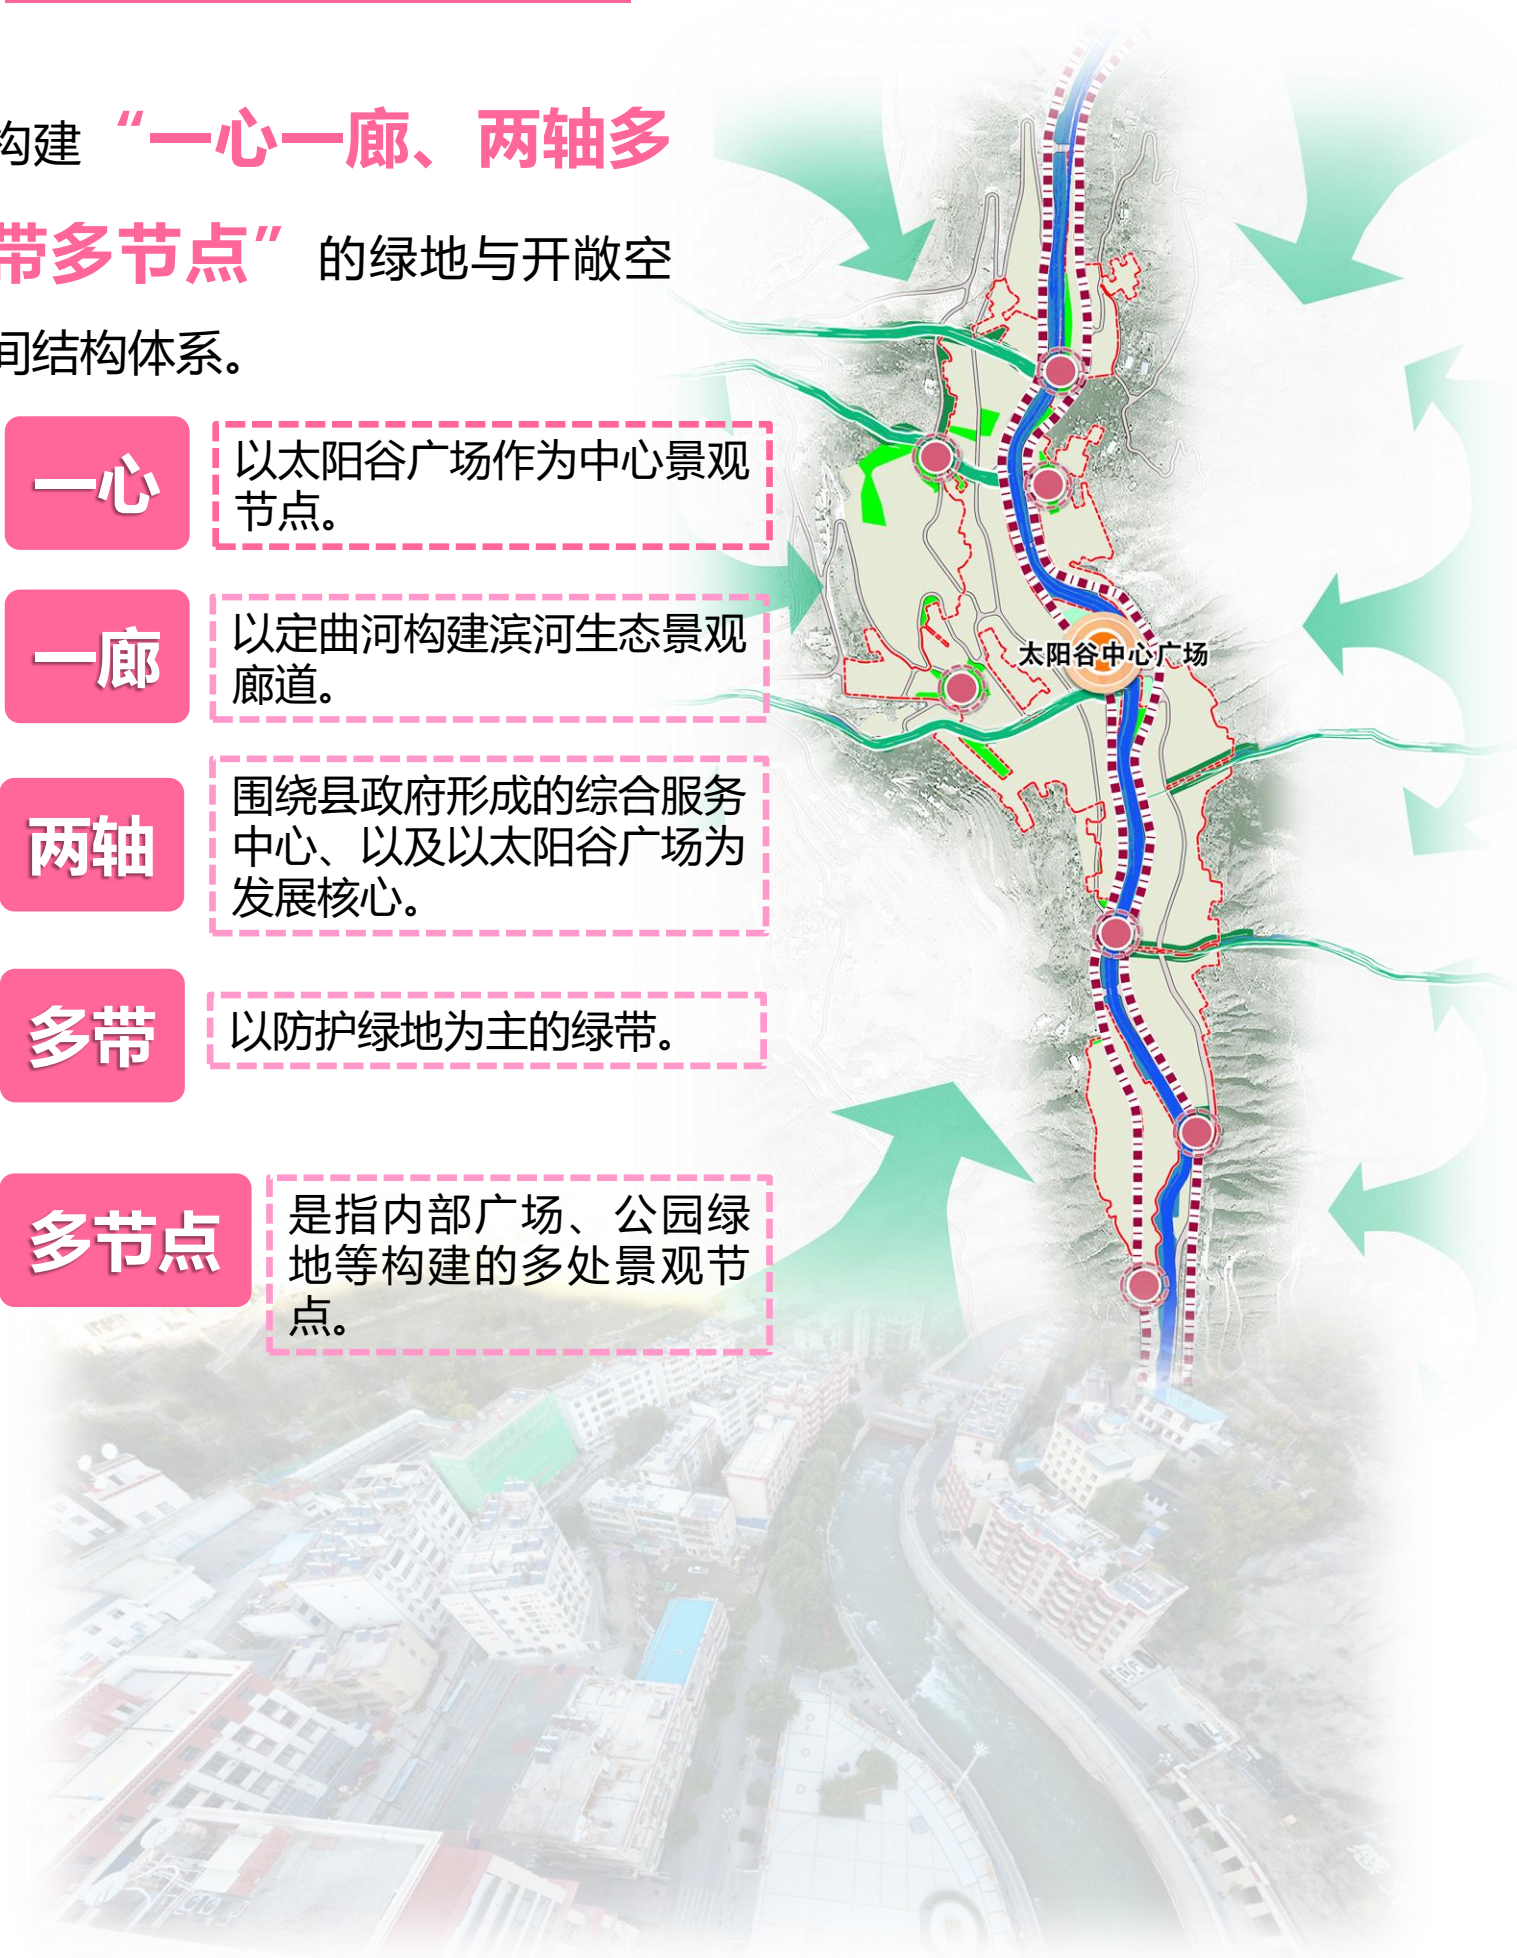 构建“一心一廊、两轴多
带多节点”的绿地与开敞空
间结构体系。
一心
以太阳谷广场作为中心景观
节点。
一廊
以定曲河构建滨河生态景观
廊道。
两轴
围绕县政府形成的综合服务
中心、以及以太阳谷广场为
发展核心。
多带
以防护绿地为主的绿带。
多节点
是指内部广场、公园绿
地等构建的多处景观节
点。
太阳谷中心广场